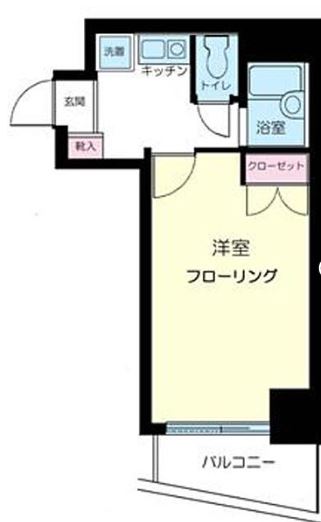 洗着
キッチン
トイレ
玄関
浴室
靴入
クローゼット
洋室
フローリング
バルコニー